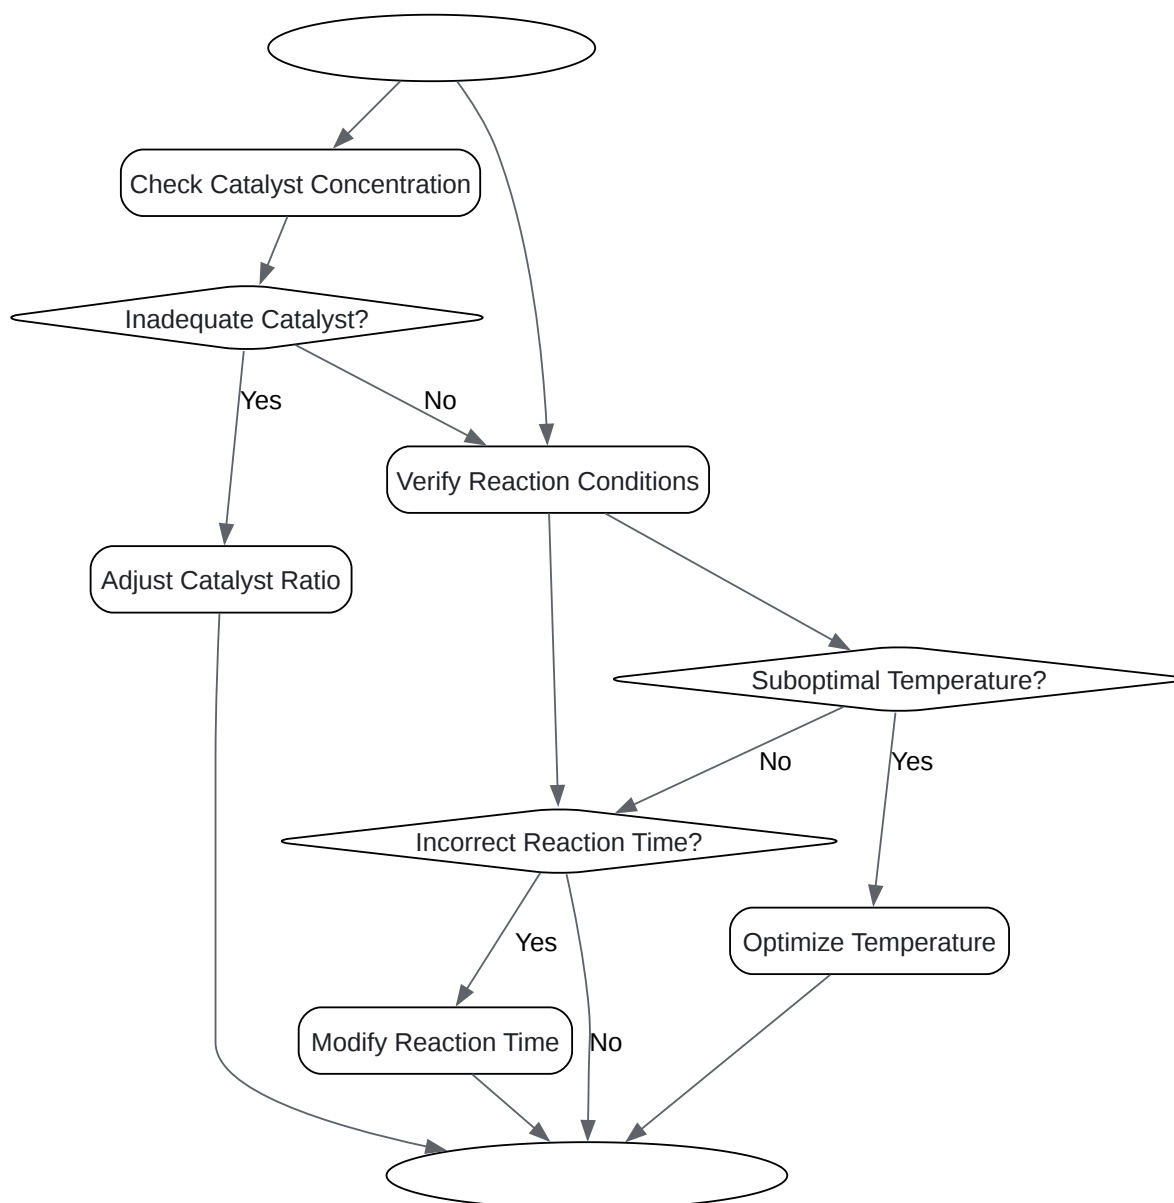 Check Catalyst Concentration
Inadequate Catalyst?
Yes
No
Verify Reaction Conditions
Adjust Catalyst Ratio
Suboptimal Temperature?
No
Yes
Incorrect Reaction Time?
Yes
Optimize Temperature
Modify Reaction Time
No